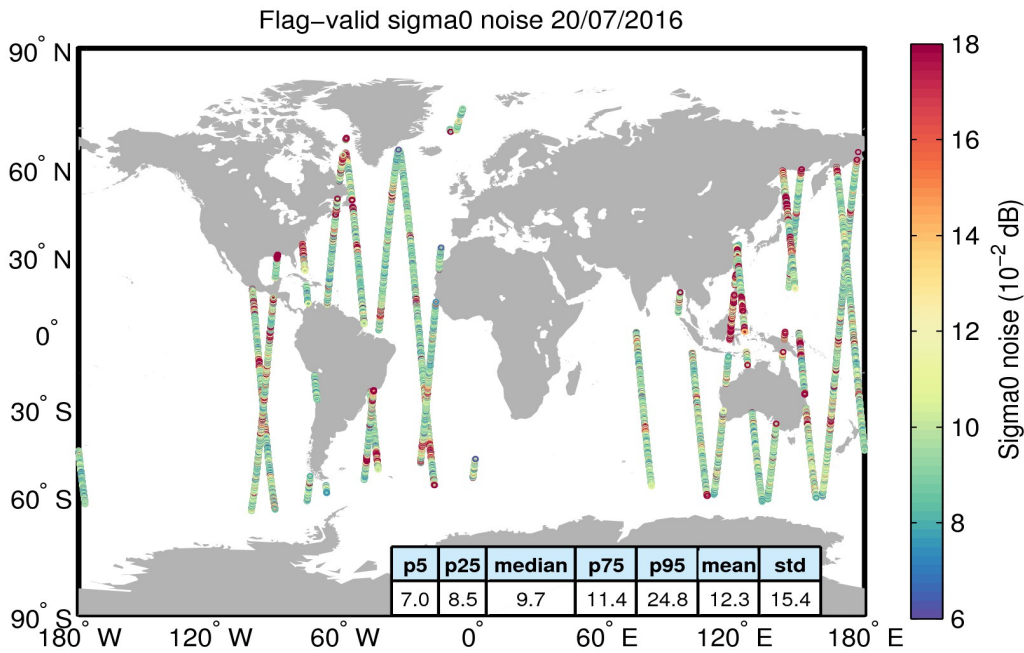 Flag−valid sigma0 noise 20/07/2016
90° N
60° N
30° N
0°
30° S
60° S
90° S
180° W
120° W
60° W
0°
60° E
120° E
180° E
p5 p25 median p75 p95 mean std
7.0 8.5 9.7 11.4 24.8 12.3 15.4
18
16
14
12
10
8
6
Sigma0 noise (10⁻² dB)